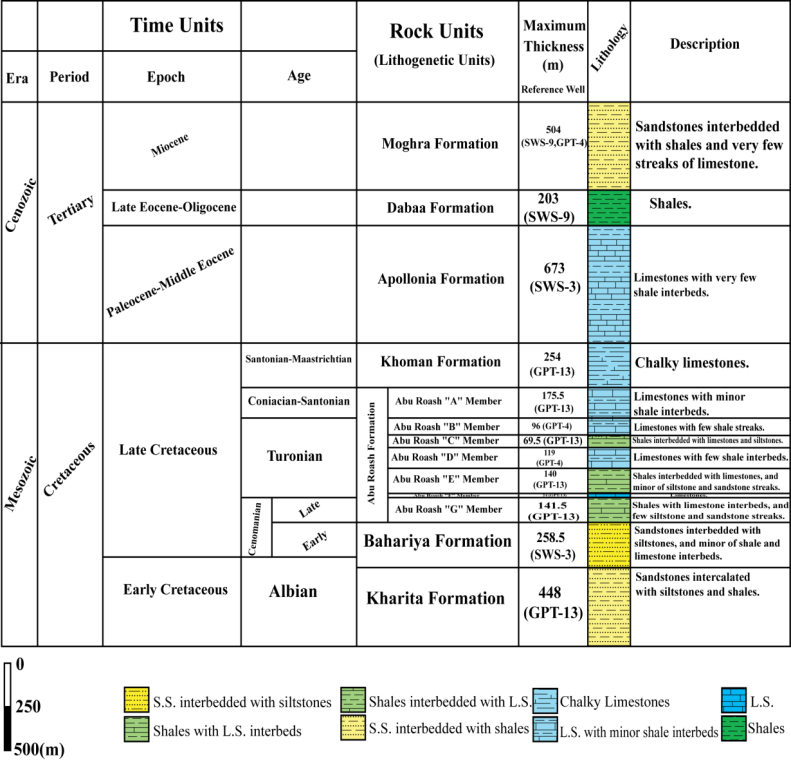 Time Units
Rock Units
(Lithogenetic Units)
Maximum
Thickness
(m)
Reference Well
Lithology
Description
Era
Period
Epoch
Age
Cenozoic
Tertiary
Miocene
Moghra Formation
504
(SWS-9,GPT-4)
Sandstones interbedded
with shales and very few
streaks of limestone.
Late Eocene-Oligocene
Dabaa Formation
203
(SWS-9)
Shales.
Paleocene-Middle Eocene
Apollonia Formation
673
(SWS-3)
Limestones with very few
shale interbeds.
Mesozoic
Cretaceous
Late Cretaceous
Santonian-Maastrichtian
Khoman Formation
254
(GPT-13)
Chalky limestones.
Coniacian-Santonian
Abu Roash Formation
Abu Roash "A" Member
175.5
(GPT-13)
Limestones with minor
shale interbeds.
Turonian
Abu Roash "B" Member
96 (GPT-4)
Limestones with few shale streaks.
Abu Roash "C" Member
69.5 (GPT-13)
Shales interbedded with limestones and siltstones.
Abu Roash "D" Member
119
(GPT-4)
Limestones with few shale interbeds.
Abu Roash "E" Member
140
(GPT-13)
Shales interbedded with limestones, and
minor of siltstone and sandstone streaks.
Limestones.
Cenomanian
Late
Abu Roash "G" Member
141.5
(GPT-13)
Shales with limestone interbeds, and
few siltstone and sandstone streaks.
Early
Bahariya Formation
258.5
(SWS-3)
Sandstones interbedded with
siltstones, and minor of shale and
limestone interbeds.
Early Cretaceous
Albian
Kharita Formation
448
(GPT-13)
Sandstones intercalated
with siltstones and shales.
0
250
500(m)
S.S. interbedded with siltstones
Shales interbedded with L.S.
Chalky Limestones
L.S.
Shales with L.S. interbeds
S.S. interbedded with shales
L.S. with minor shale interbeds
Shales